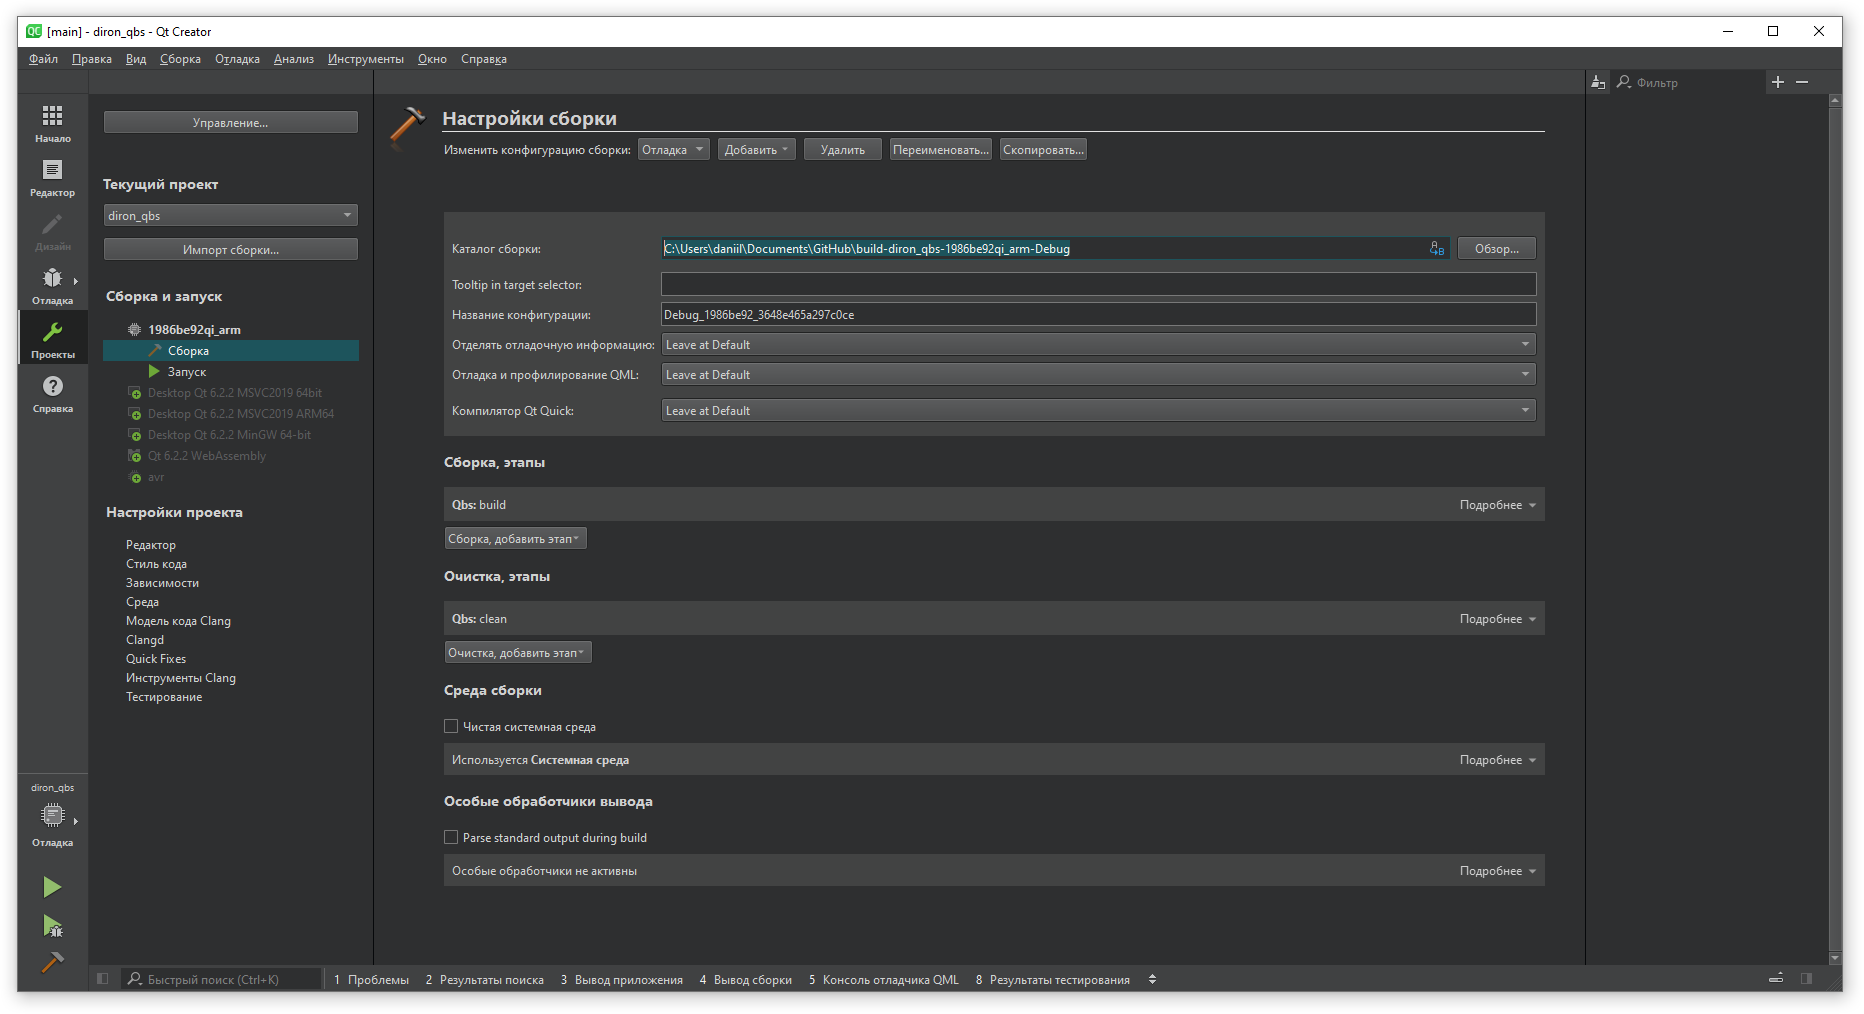 QC [main] - diron_qbs - Qt Creator
Файл Правка Вид Сборка Отладка Анализ Инструменты Окно Справка
Фильтр
Начало
Редактор
Дизайн
Отладка
Проекты
Справка
Управление...
Текущий проект
diron_qbs
Импорт сборки...
Сборка и запуск
1986be92qi_arm
Сборка
Запуск
Desktop Qt 6.2.2 MSVC2019 64bit
Desktop Qt 6.2.2 MSVC2019 ARM64
Desktop Qt 6.2.2 MinGW 64-bit
Qt 6.2.2 WebAssembly
avr
Настройки проекта
Редактор
Стиль кода
Зависимости
Среда
Модель кода Clang
Clangd
Quick Fixes
Инструменты Clang
Тестирование
Настройки сборки
Изменить конфигурацию сборки: Отладка Добавить Удалить Переименовать... Скопировать...
Каталог сборки: C:\Users\daniil\Documents\GitHub\build-diron_qbs-1986be92qi_arm-Debug Обзор...
Tooltip in target selector:
Название конфигурации: Debug_1986be92_3648e465a297c0ce
Отделять отладочную информацию: Leave at Default
Отладка и профилирование QML: Leave at Default
Компилятор Qt Quick: Leave at Default
Сборка, этапы
Qbs: build Подробнее
Сборка, добавить этап
Очистка, этапы
Qbs: clean Подробнее
Очистка, добавить этап
Среда сборки
Чистая системная среда
Используется Системная среда Подробнее
Особые обработчики вывода
Parse standard output during build
Особые обработчики не активны Подробнее
diron_qbs
Отладка
Быстрый поиск (Ctrl+K) 1 Проблемы 2 Результаты поиска 3 Вывод приложения 4 Вывод сборки 5 Консоль отладчика QML 8 Результаты тестирования